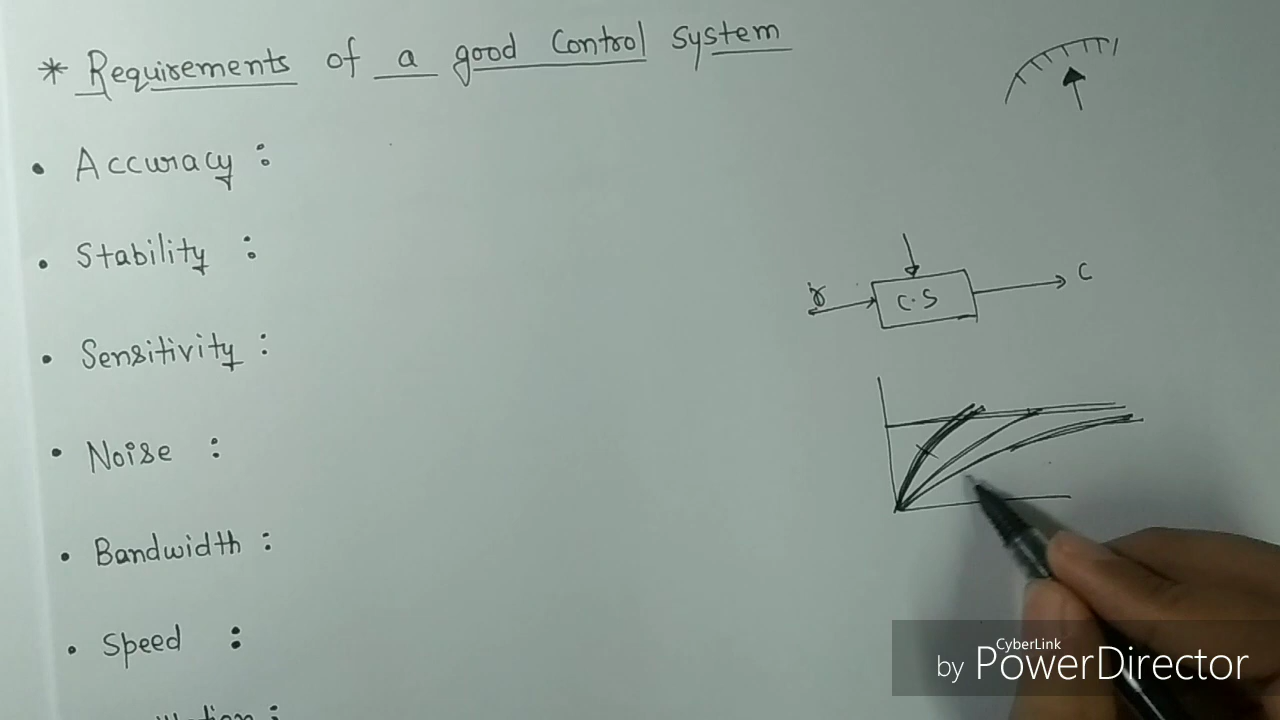 * Requirements of a good Control system
• Accuracy :
• Stability :
r
C.S
C
• Sensitivity :
• Noise :
• Bandwidth :
• Speed :
CyberLink
by PowerDirector